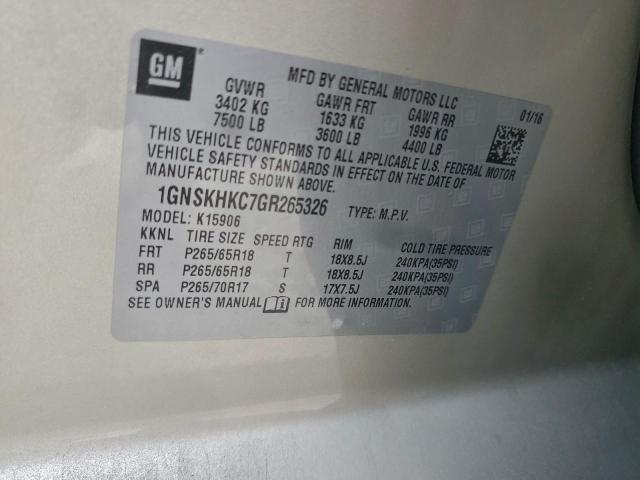 GM
MFD BY GENERAL MOTORS LLC
01/16
GVWR GAWR FRT GAWR RR
3402 KG 1633 KG 1996 KG
7500 LB 3600 LB 4400 LB
THIS VEHICLE CONFORMS TO ALL APPLICABLE U.S. FEDERAL MOTOR
VEHICLE SAFETY STANDARDS IN EFFECT ON THE DATE OF
MANUFACTURE SHOWN ABOVE.
1GNSKHKC7GR265326 TYPE: M.P.V.
MODEL: K15906
KKNL TIRE SIZE SPEED RTG RIM COLD TIRE PRESSURE
FRT P265/65R18 T 18X8.5J 240KPA(35PSI)
RR P265/65R18 T 18X8.5J 240KPA(35PSI)
SPA P265/70R17 S 17X7.5J 240KPA(35PSI)
SEE OWNER'S MANUAL FOR MORE INFORMATION.